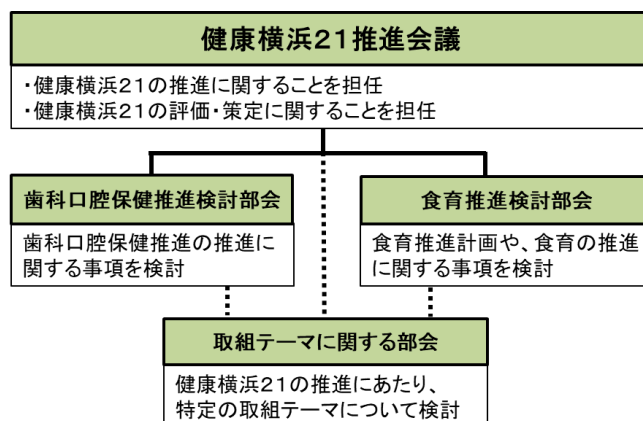 健康横浜２１推進会議
・健康横浜２１の推進に関することを担任
・健康横浜２１の評価・策定に関することを担任
歯科口腔保健推進検討部会
歯科口腔保健推進の推進に
関する事項を検討
食育推進検討部会
食育推進計画や、食育の推進
に関する事項を検討
取組テーマに関する部会
健康横浜２１の推進にあたり、
特定の取組テーマについて検討